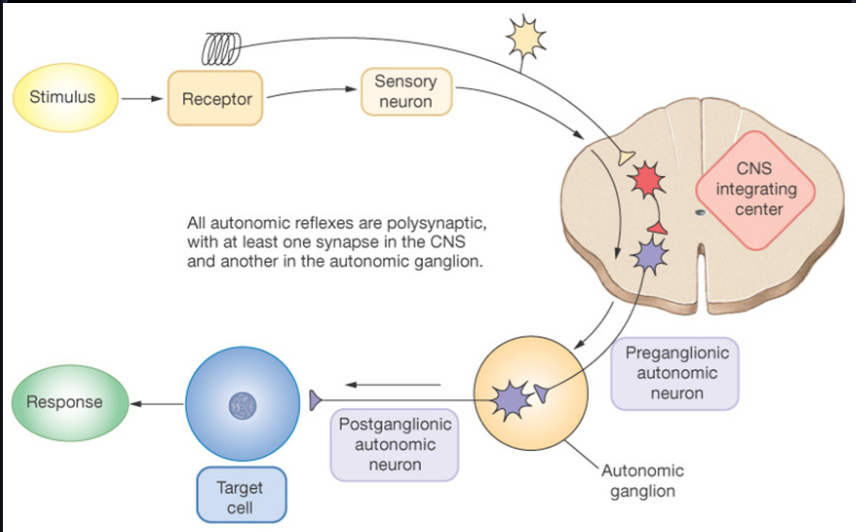 Stimulus
Receptor
Sensory
neuron
CNS
integrating
center
All autonomic reflexes are polysynaptic,
with at least one synapse in the CNS
and another in the autonomic ganglion.
Preganglionic
autonomic
neuron
Response
Postganglionic
autonomic
neuron
Target
cell
Autonomic
ganglion